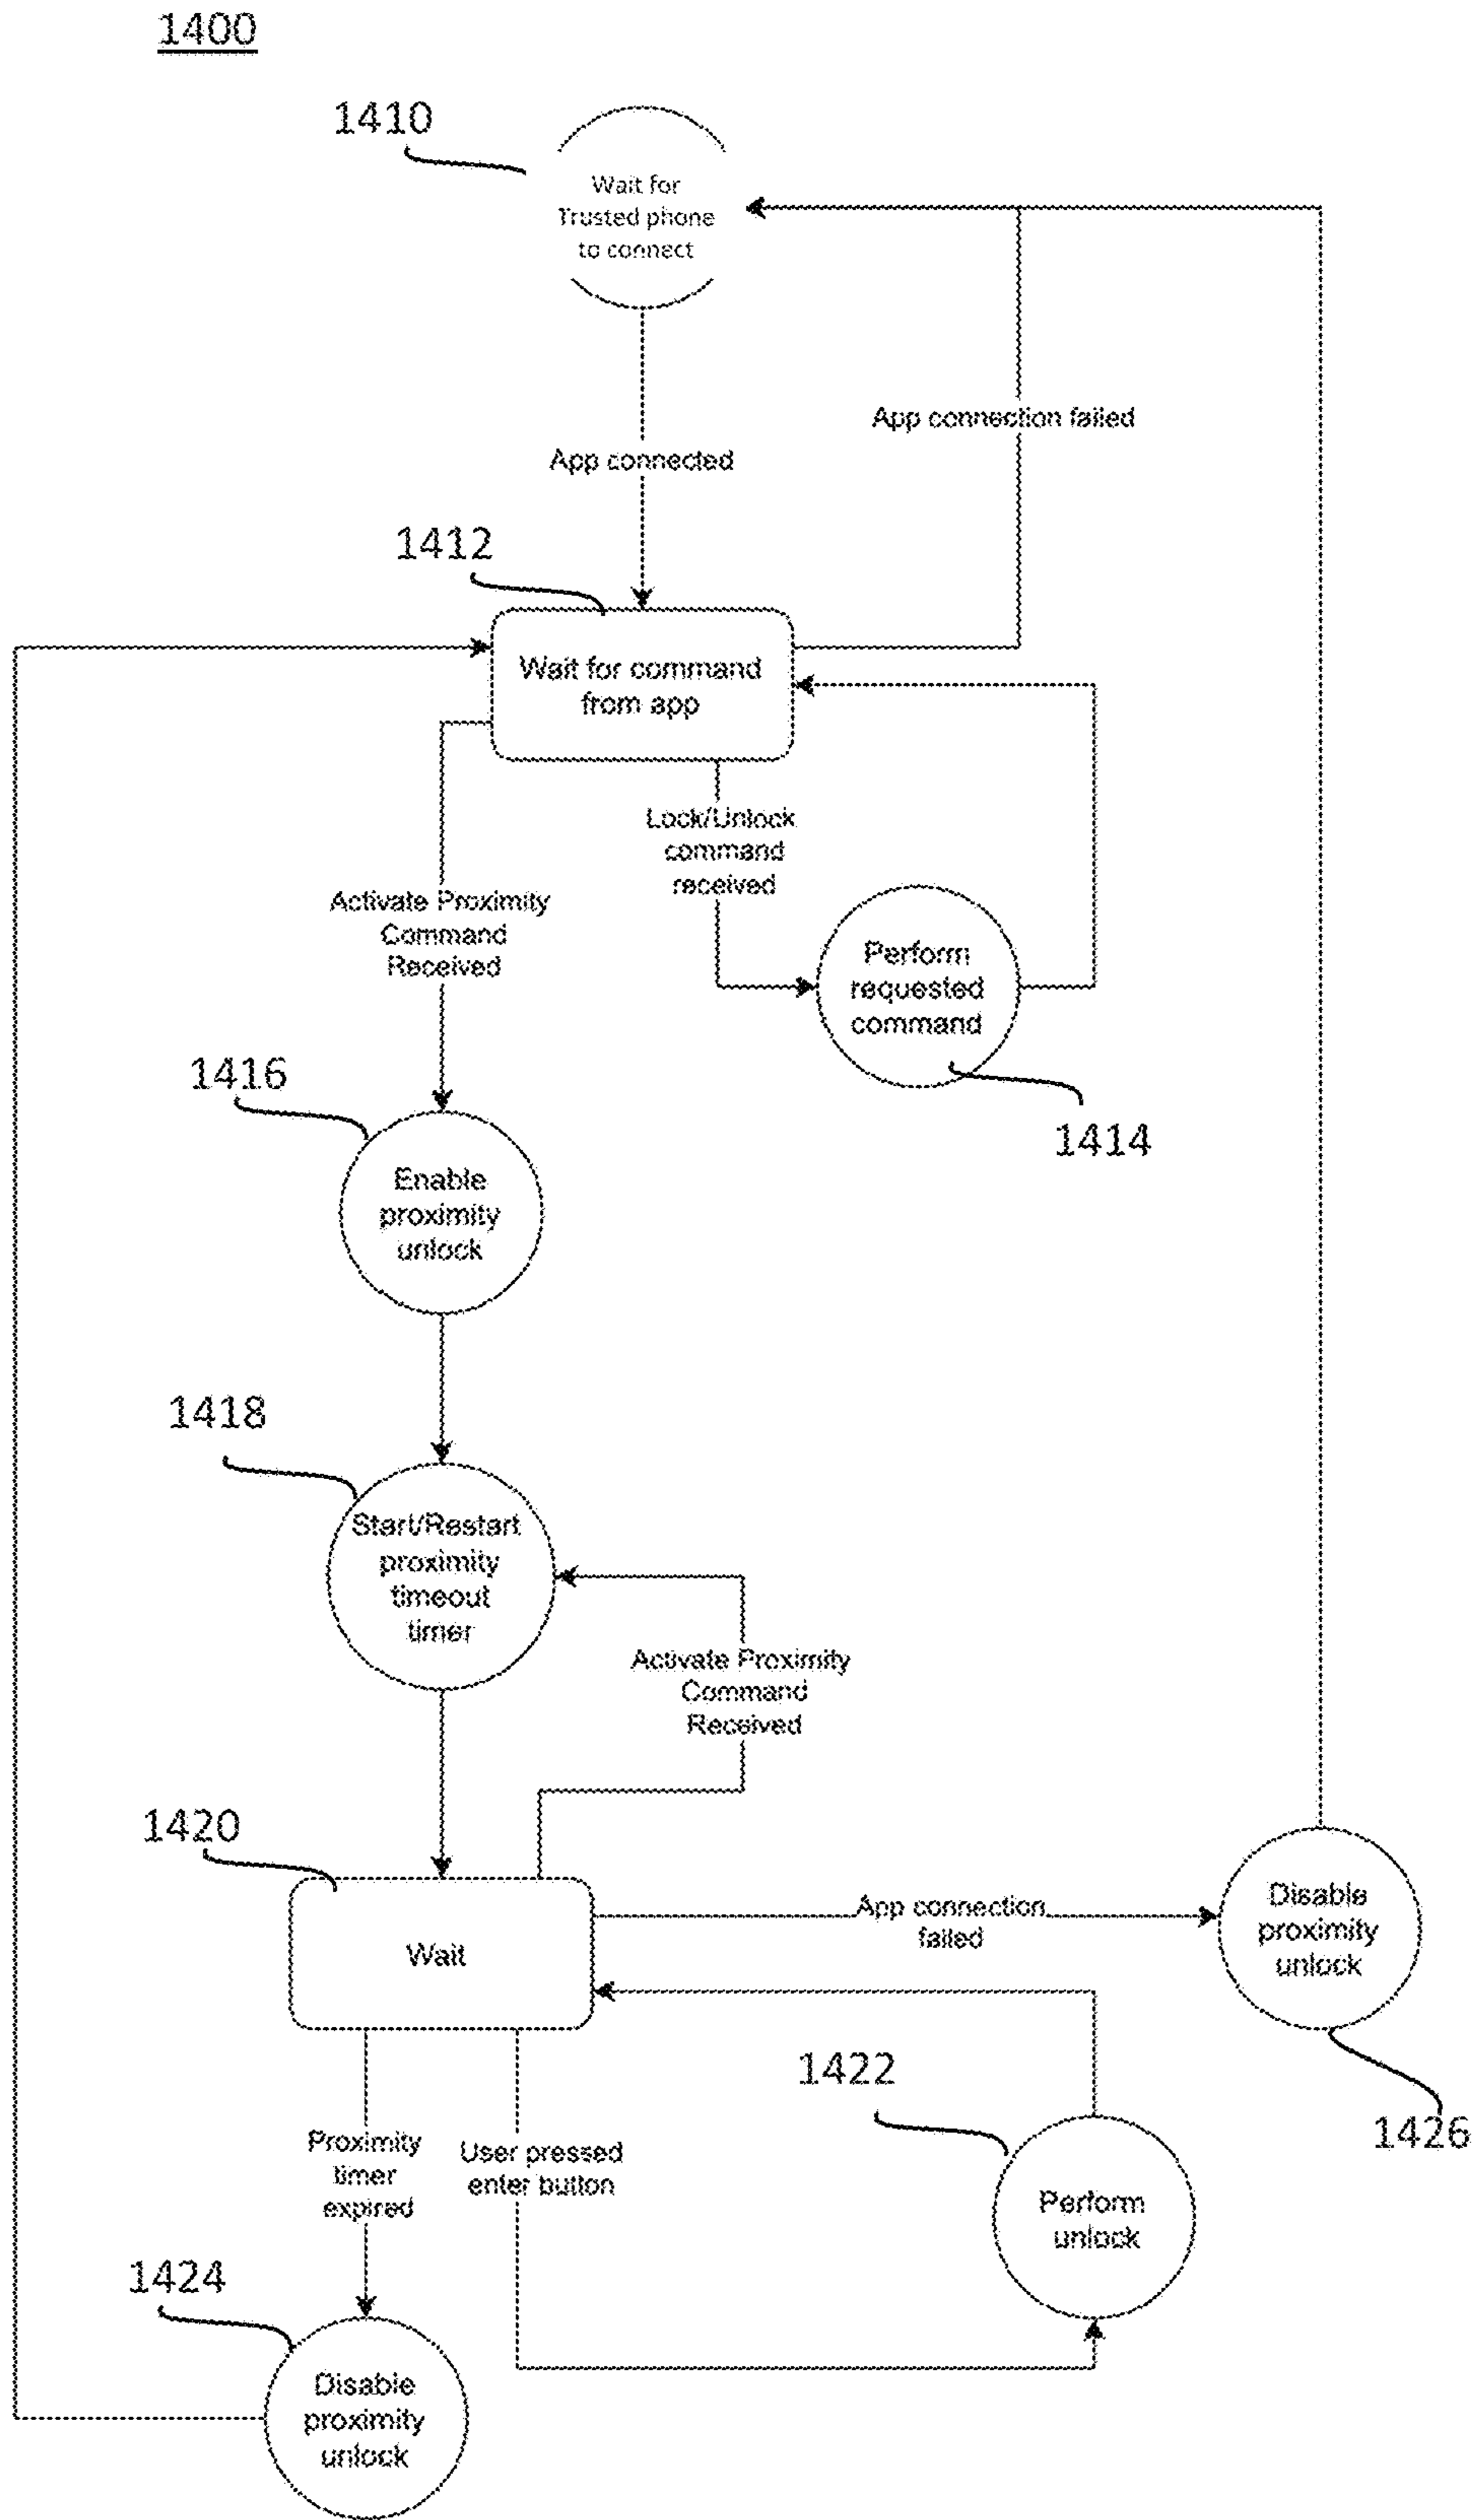 1400
1410
Wait for
Trusted phone
to connect
App connection failed
App connected
1412
Wait for command
from app
Lock/Unlock
command
received
Activate Proximity
Command
Received
Perform
requested
command
1416
1414
Enable
proximity
unlock
1418
Start/Restart
proximity
timeout
timer
Activate Proximity
Command
Received
1420
Wait
App connection
failed
Disable
proximity
unlock
1422
1426
Proximity
timer
expired
User pressed
enter button
Perform
unlock
1424
Disable
proximity
unlock